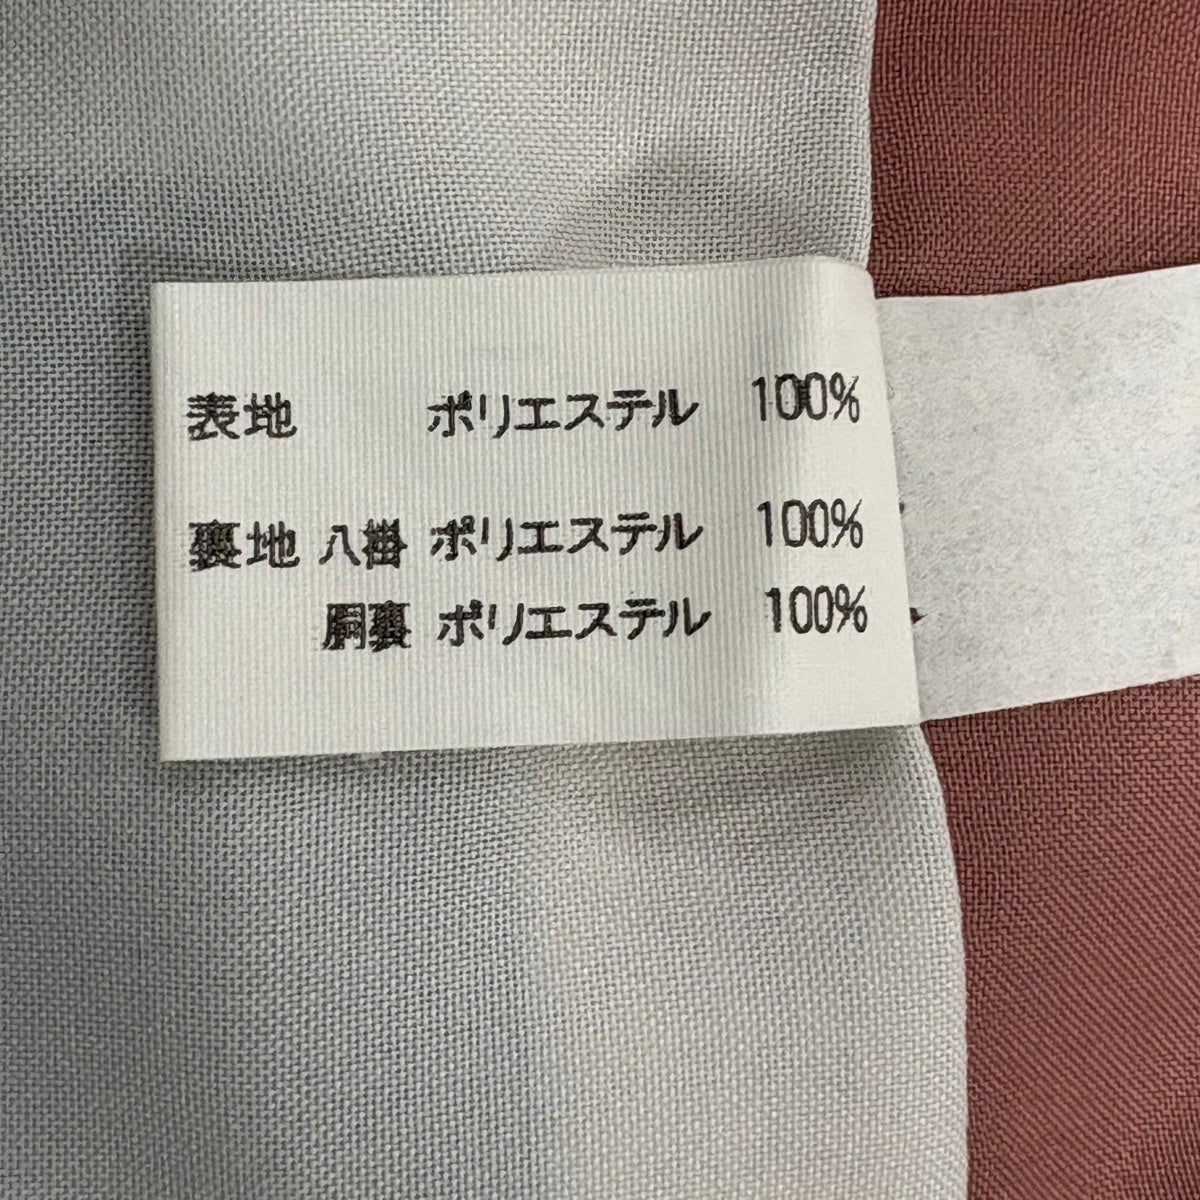 表地 ポリエステル 100%
裏地 八掛 ポリエステル 100%
胴裏 ポリエステル 100%